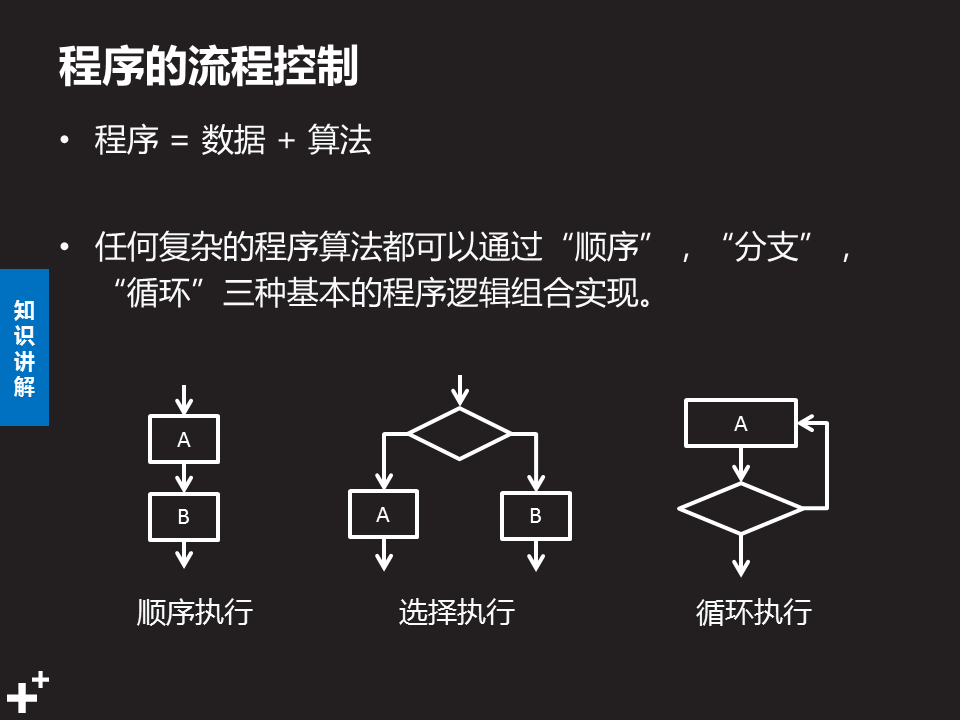 程序的流程控制
• 程序 = 数据 + 算法
• 任何复杂的程序算法都可以通过“顺序”，“分支”，
“循环”三种基本的程序逻辑组合实现。
知识讲解
A
B
A
B
A
顺序执行
选择执行
循环执行